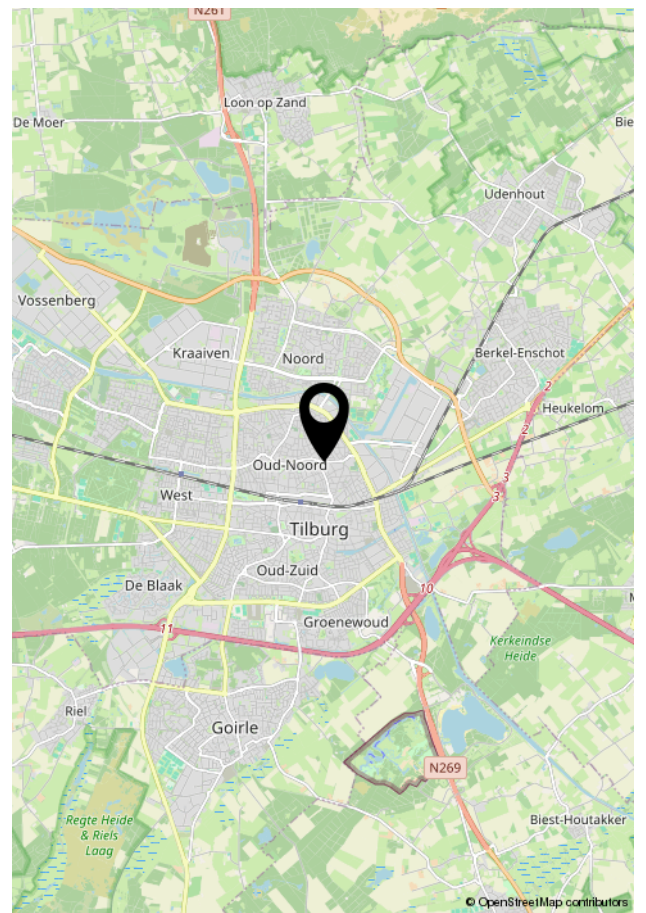 N261
Loon op Zand
De Moer
Bie
Udenhout
Vossenberg
Kraaiven
Noord
Berkel-Enschot
2
Heukelom
2
Oud-Noord
3
West
3
Tilburg
Oud-Zuid
De Blaak
10
Groenewoud
11
Kerkeindse
Heide
Riel
Goirle
N269
Regte Heide
& Riels
Laag
Biest-Houtakker
© OpenStreetMap contributors